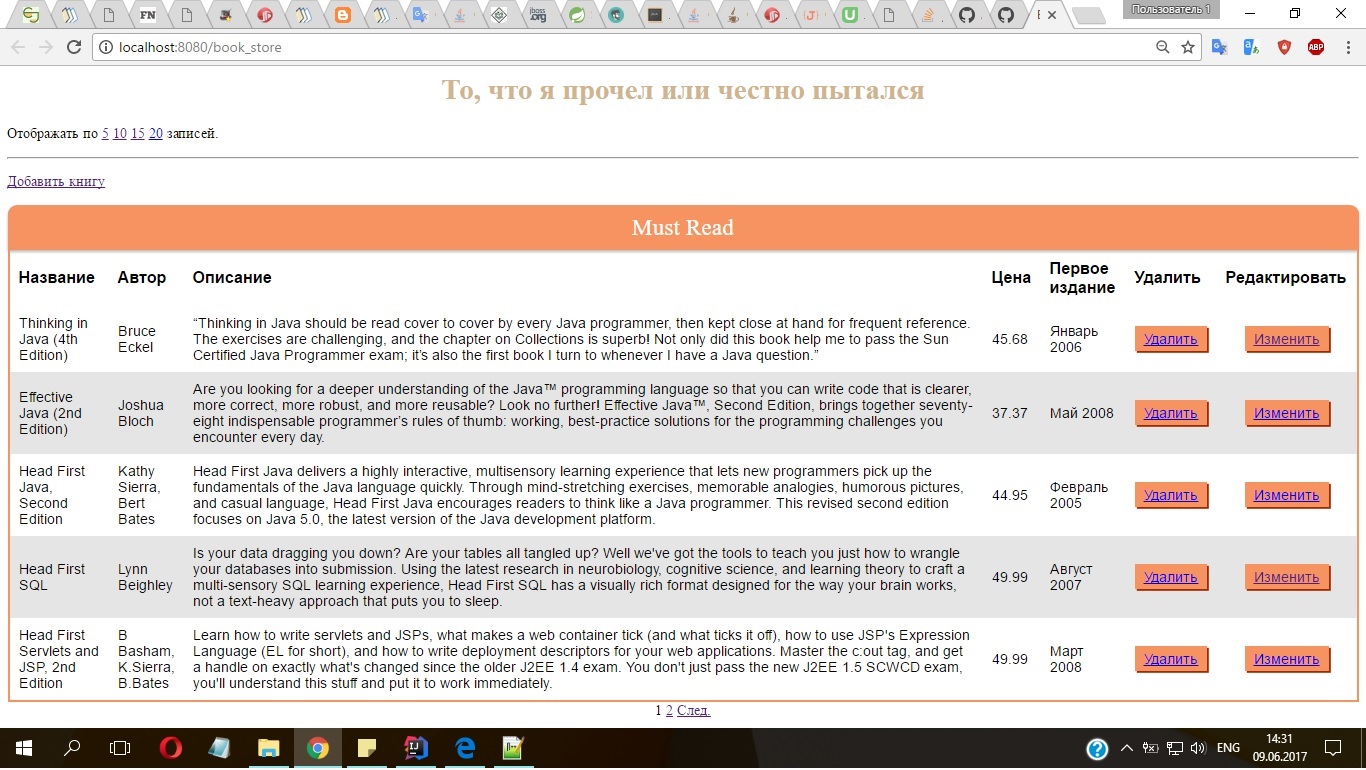 Пользователь 1
localhost:8080/book_store
То, что я прочел или честно пытался
Отображать по 5 10 15 20 записей.
Добавить книгу
Must Read
Название Автор Описание Цена Первое издание Удалить Редактировать
Thinking in Java (4th Edition)
Bruce Eckel
“Thinking in Java should be read cover to cover by every Java programmer, then kept close at hand for frequent reference.
The exercises are challenging, and the chapter on Collections is superb! Not only did this book help me to pass the Sun
Certified Java Programmer exam; it’s also the first book I turn to whenever I have a Java question.”
45.68
Январь 2006
Удалить
Изменить
Effective Java (2nd Edition)
Joshua Bloch
Are you looking for a deeper understanding of the Java™ programming language so that you can write code that is clearer,
more correct, more robust, and more reusable? Look no further! Effective Java™, Second Edition, brings together seventy-
eight indispensable programmer’s rules of thumb: working, best-practice solutions for the programming challenges you
encounter every day.
37.37
Май 2008
Удалить
Изменить
Head First Java, Second Edition
Kathy Sierra, Bert Bates
Head First Java delivers a highly interactive, multisensory learning experience that lets new programmers pick up the
fundamentals of the Java language quickly. Through mind-stretching exercises, memorable analogies, humorous pictures,
and casual language, Head First Java encourages readers to think like a Java programmer. This revised second edition
focuses on Java 5.0, the latest version of the Java development platform.
44.95
Февраль 2005
Удалить
Изменить
Head First SQL
Lynn Beighley
Is your data dragging you down? Are your tables all tangled up? Well we've got the tools to teach you just how to wrangle
your databases into submission. Using the latest research in neurobiology, cognitive science, and learning theory to craft a
multi-sensory SQL learning experience, Head First SQL has a visually rich format designed for the way your brain works,
not a text-heavy approach that puts you to sleep.
49.99
Август 2007
Удалить
Изменить
Head First Servlets and JSP, 2nd Edition
B Basham, K.Sierra, B.Bates
Learn how to write servlets and JSPs, what makes a web container tick (and what ticks it off), how to use JSP's Expression
Language (EL for short), and how to write deployment descriptors for your web applications. Master the c:out tag, and get
a handle on exactly what's changed since the older J2EE 1.4 exam. You don't just pass the new J2EE 1.5 SCWCD exam,
you'll understand this stuff and put it to work immediately.
49.99
Март 2008
Удалить
Изменить
1 2 След.
ENG
14:31
09.06.2017